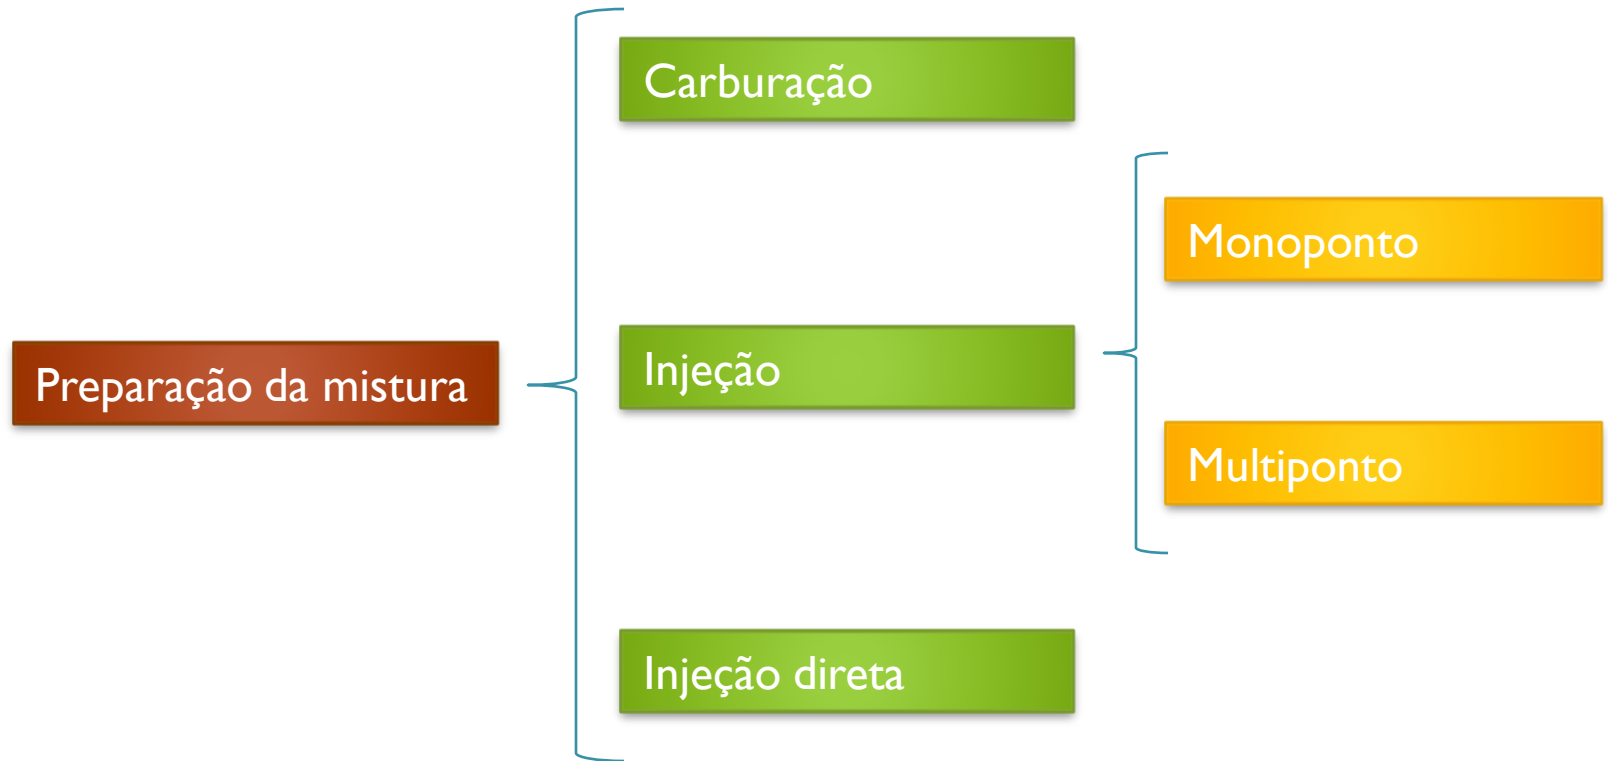 Carburação
Monoponto
Injeção
Preparação da mistura
Multiponto
Injeção direta